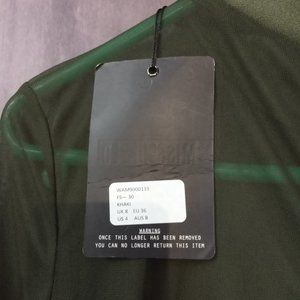 WAM9000111
FS— 30
KHAKI
UK 8 EU 36
US 4 AUS 8
WARNING
ONCE THIS LABEL HAS BEEN REMOVED
YOU CAN NO LONGER RETURN THIS ITEM